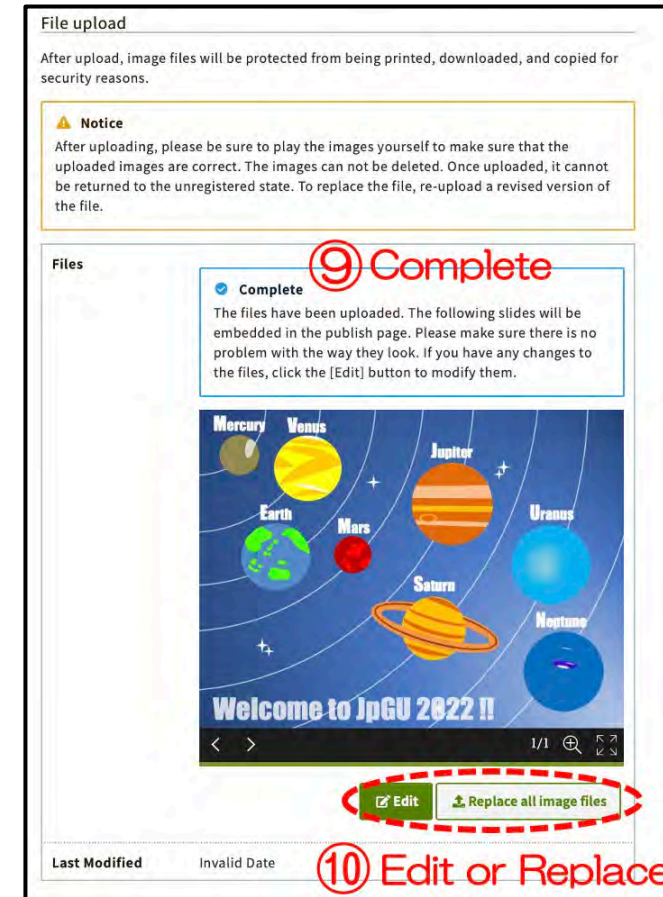 File upload
After upload, image files will be protected from being printed, downloaded, and copied for
security reasons.
Notice
After uploading, please be sure to play the images yourself to make sure that the
uploaded images are correct. The images can not be deleted. Once uploaded, it cannot
be returned to the unregistered state. To replace the file, re-upload a revised version of
the file.
Files
⑨ Complete
Complete
The files have been uploaded. The following slides will be
embedded in the publish page. Please make sure there is no
problem with the way they look. If you have any changes to
the files, click the [Edit] button to modify them.
Mercury
Venus
Jupiter
Earth
Mars
Uranus
Saturn
Neptune
Welcome to JpGU 2022 !!
1/1
Edit
Replace all image files
Last Modified
Invalid Date
⑩ Edit or Replace